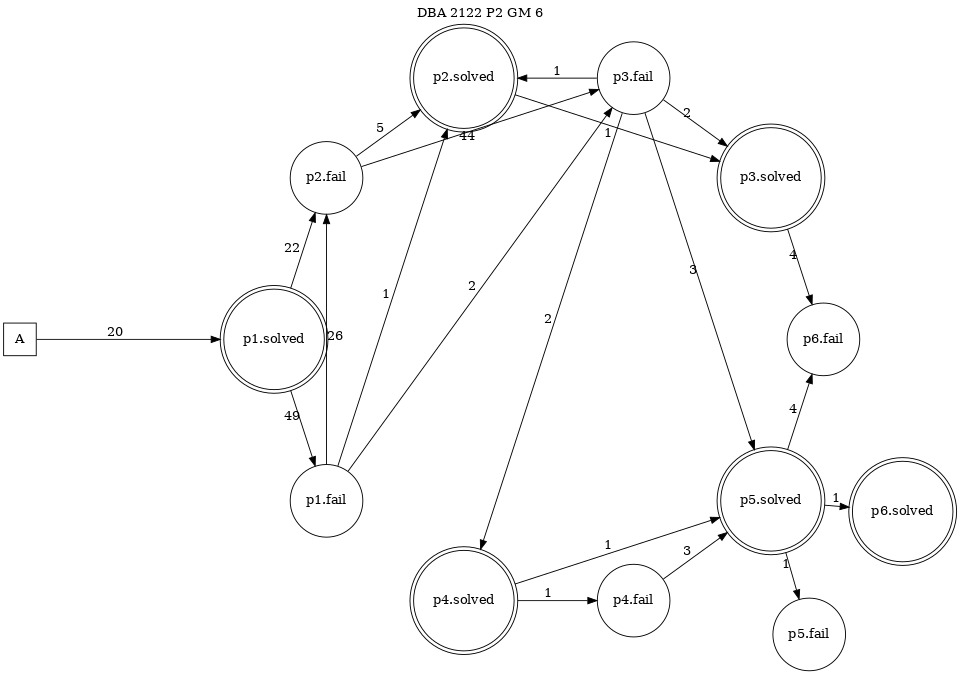 DBA 2122 P2 GM 6
p2.solved
1
p3.fail
5
44
2
1
p2.fail
p3.solved
22
4
3
1
2
2
A
20
p1.solved
26
p6.fail
49
4
p1.fail
p5.solved
1
p6.solved
1
3
1
1
p4.solved
p4.fail
p5.fail